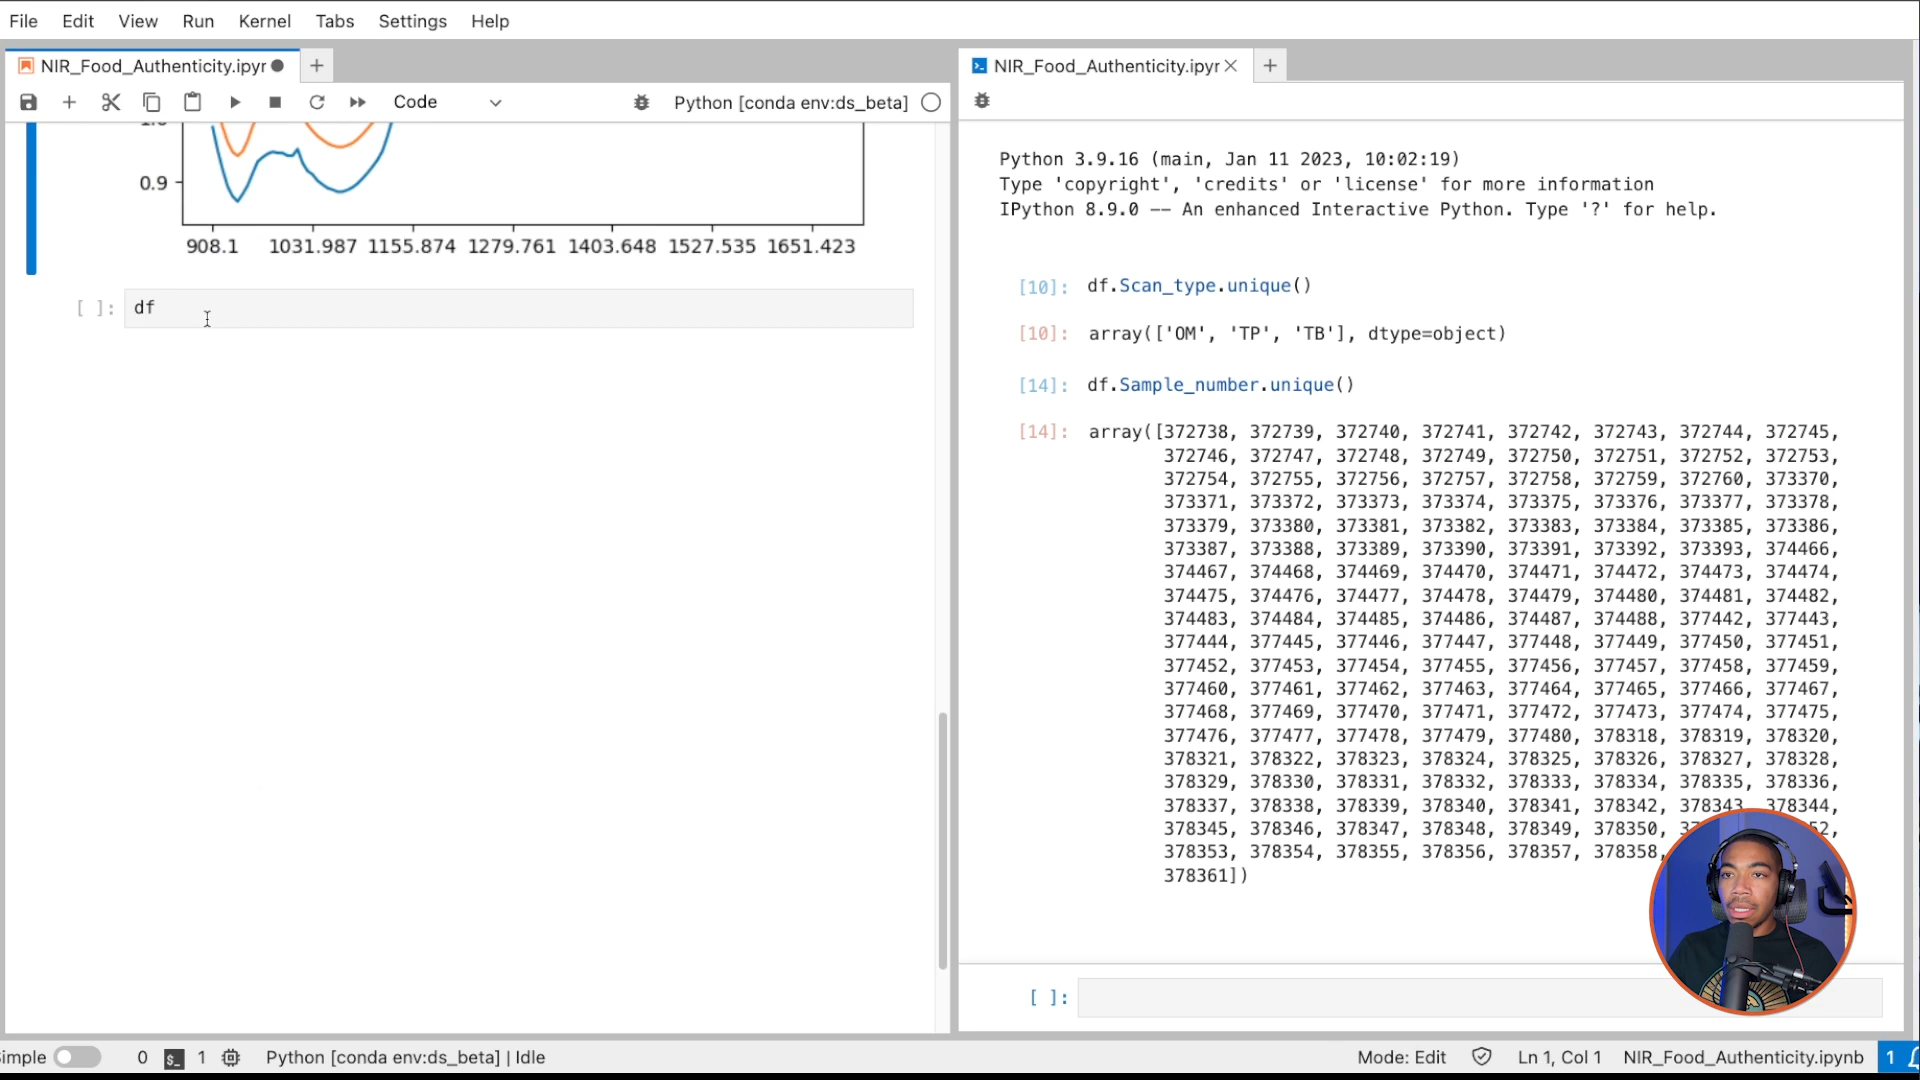 File Edit View Run Kernel Tabs Settings Help
NIR_Food_Authenticity.ipyr
Code
Python [conda env:ds_beta]
0.9
908.1 1031.987 1155.874 1279.761 1403.648 1527.535 1651.423
[ ]: df
NIR_Food_Authenticity.ipyr
Python 3.9.16 (main, Jan 11 2023, 10:02:19)
Type 'copyright', 'credits' or 'license' for more information
IPython 8.9.0 -- An enhanced Interactive Python. Type '?' for help.
[10]: df.Scan_type.unique()
[10]: array(['OM', 'TP', 'TB'], dtype=object)
[14]: df.Sample_number.unique()
[14]: array([372738, 372739, 372740, 372741, 372742, 372743, 372744, 372745,
372746, 372747, 372748, 372749, 372750, 372751, 372752, 372753,
372754, 372755, 372756, 372757, 372758, 372759, 372760, 373370,
373371, 373372, 373373, 373374, 373375, 373376, 373377, 373378,
373379, 373380, 373381, 373382, 373383, 373384, 373385, 373386,
373387, 373388, 373389, 373390, 373391, 373392, 373393, 374466,
374467, 374468, 374469, 374470, 374471, 374472, 374473, 374474,
374475, 374476, 374477, 374478, 374479, 374480, 374481, 374482,
374483, 374484, 374485, 374486, 374487, 374488, 377442, 377443,
377444, 377445, 377446, 377447, 377448, 377449, 377450, 377451,
377452, 377453, 377454, 377455, 377456, 377457, 377458, 377459,
377460, 377461, 377462, 377463, 377464, 377465, 377466, 377467,
377468, 377469, 377470, 377471, 377472, 377473, 377474, 377475,
377476, 377477, 377478, 377479, 377480, 378318, 378319, 378320,
378321, 378322, 378323, 378324, 378325, 378326, 378327, 378328,
378329, 378330, 378331, 378332, 378333, 378334, 378335, 378336,
378337, 378338, 378339, 378340, 378341, 378342, 378343, 378344,
378345, 378346, 378347, 378348, 378349, 378350,
378353, 378354, 378355, 378356, 378357, 378358,
378361])
[ ]:
imple 0 1 Python [conda env:ds_beta] | Idle
Mode: Edit Ln 1, Col 1 NIR_Food_Authenticity.ipynb 1